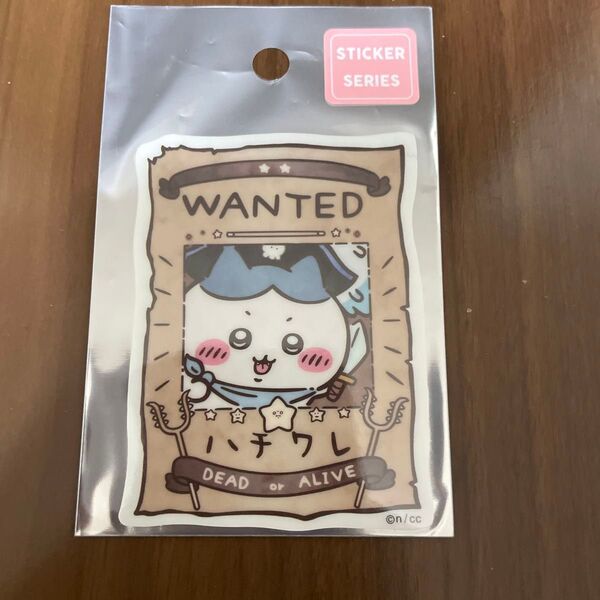 STICKER
SERIES
WANTED
ハチワレ
DEAD or ALIVE
©n/cc